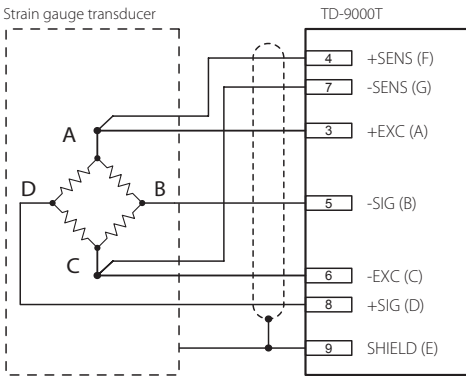 Strain gauge transducer
TD-9000T
4 +SENS (F)
7 -SENS (G)
A
3 +EXC (A)
D
B
5 -SIG (B)
C
6 -EXC (C)
8 +SIG (D)
9 SHIELD (E)